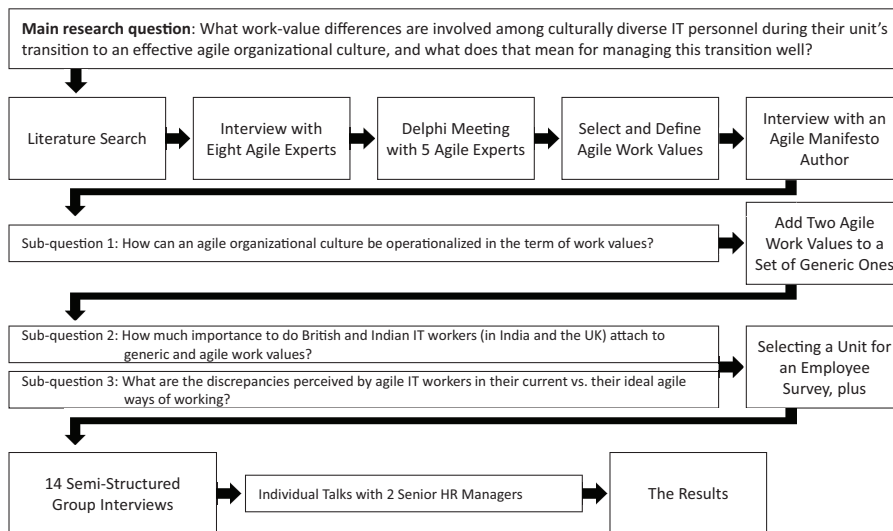 Main research question: What work-value differences are involved among culturally diverse IT personnel during their unit's
transition to an effective agile organizational culture, and what does that mean for managing this transition well?
Literature Search
Interview with
Eight Agile Experts
Delphi Meeting
with 5 Agile Experts
Select and Define
Agile Work Values
Interview with an
Agile Manifesto
Author
Sub-question 1: How can an agile organizational culture be operationalized in the term of work values?
Add Two Agile
Work Values to a
Set of Generic Ones
Sub-question 2: How much importance to do British and Indian IT workers (in India and the UK) attach to
generic and agile work values?
Sub-question 3: What are the discrepancies perceived by agile IT workers in their current vs. their ideal agile
ways of working?
Selecting a Unit for
an Employee
Survey, plus
14 Semi-Structured
Group Interviews
Individual Talks with 2 Senior HR Managers
The Results